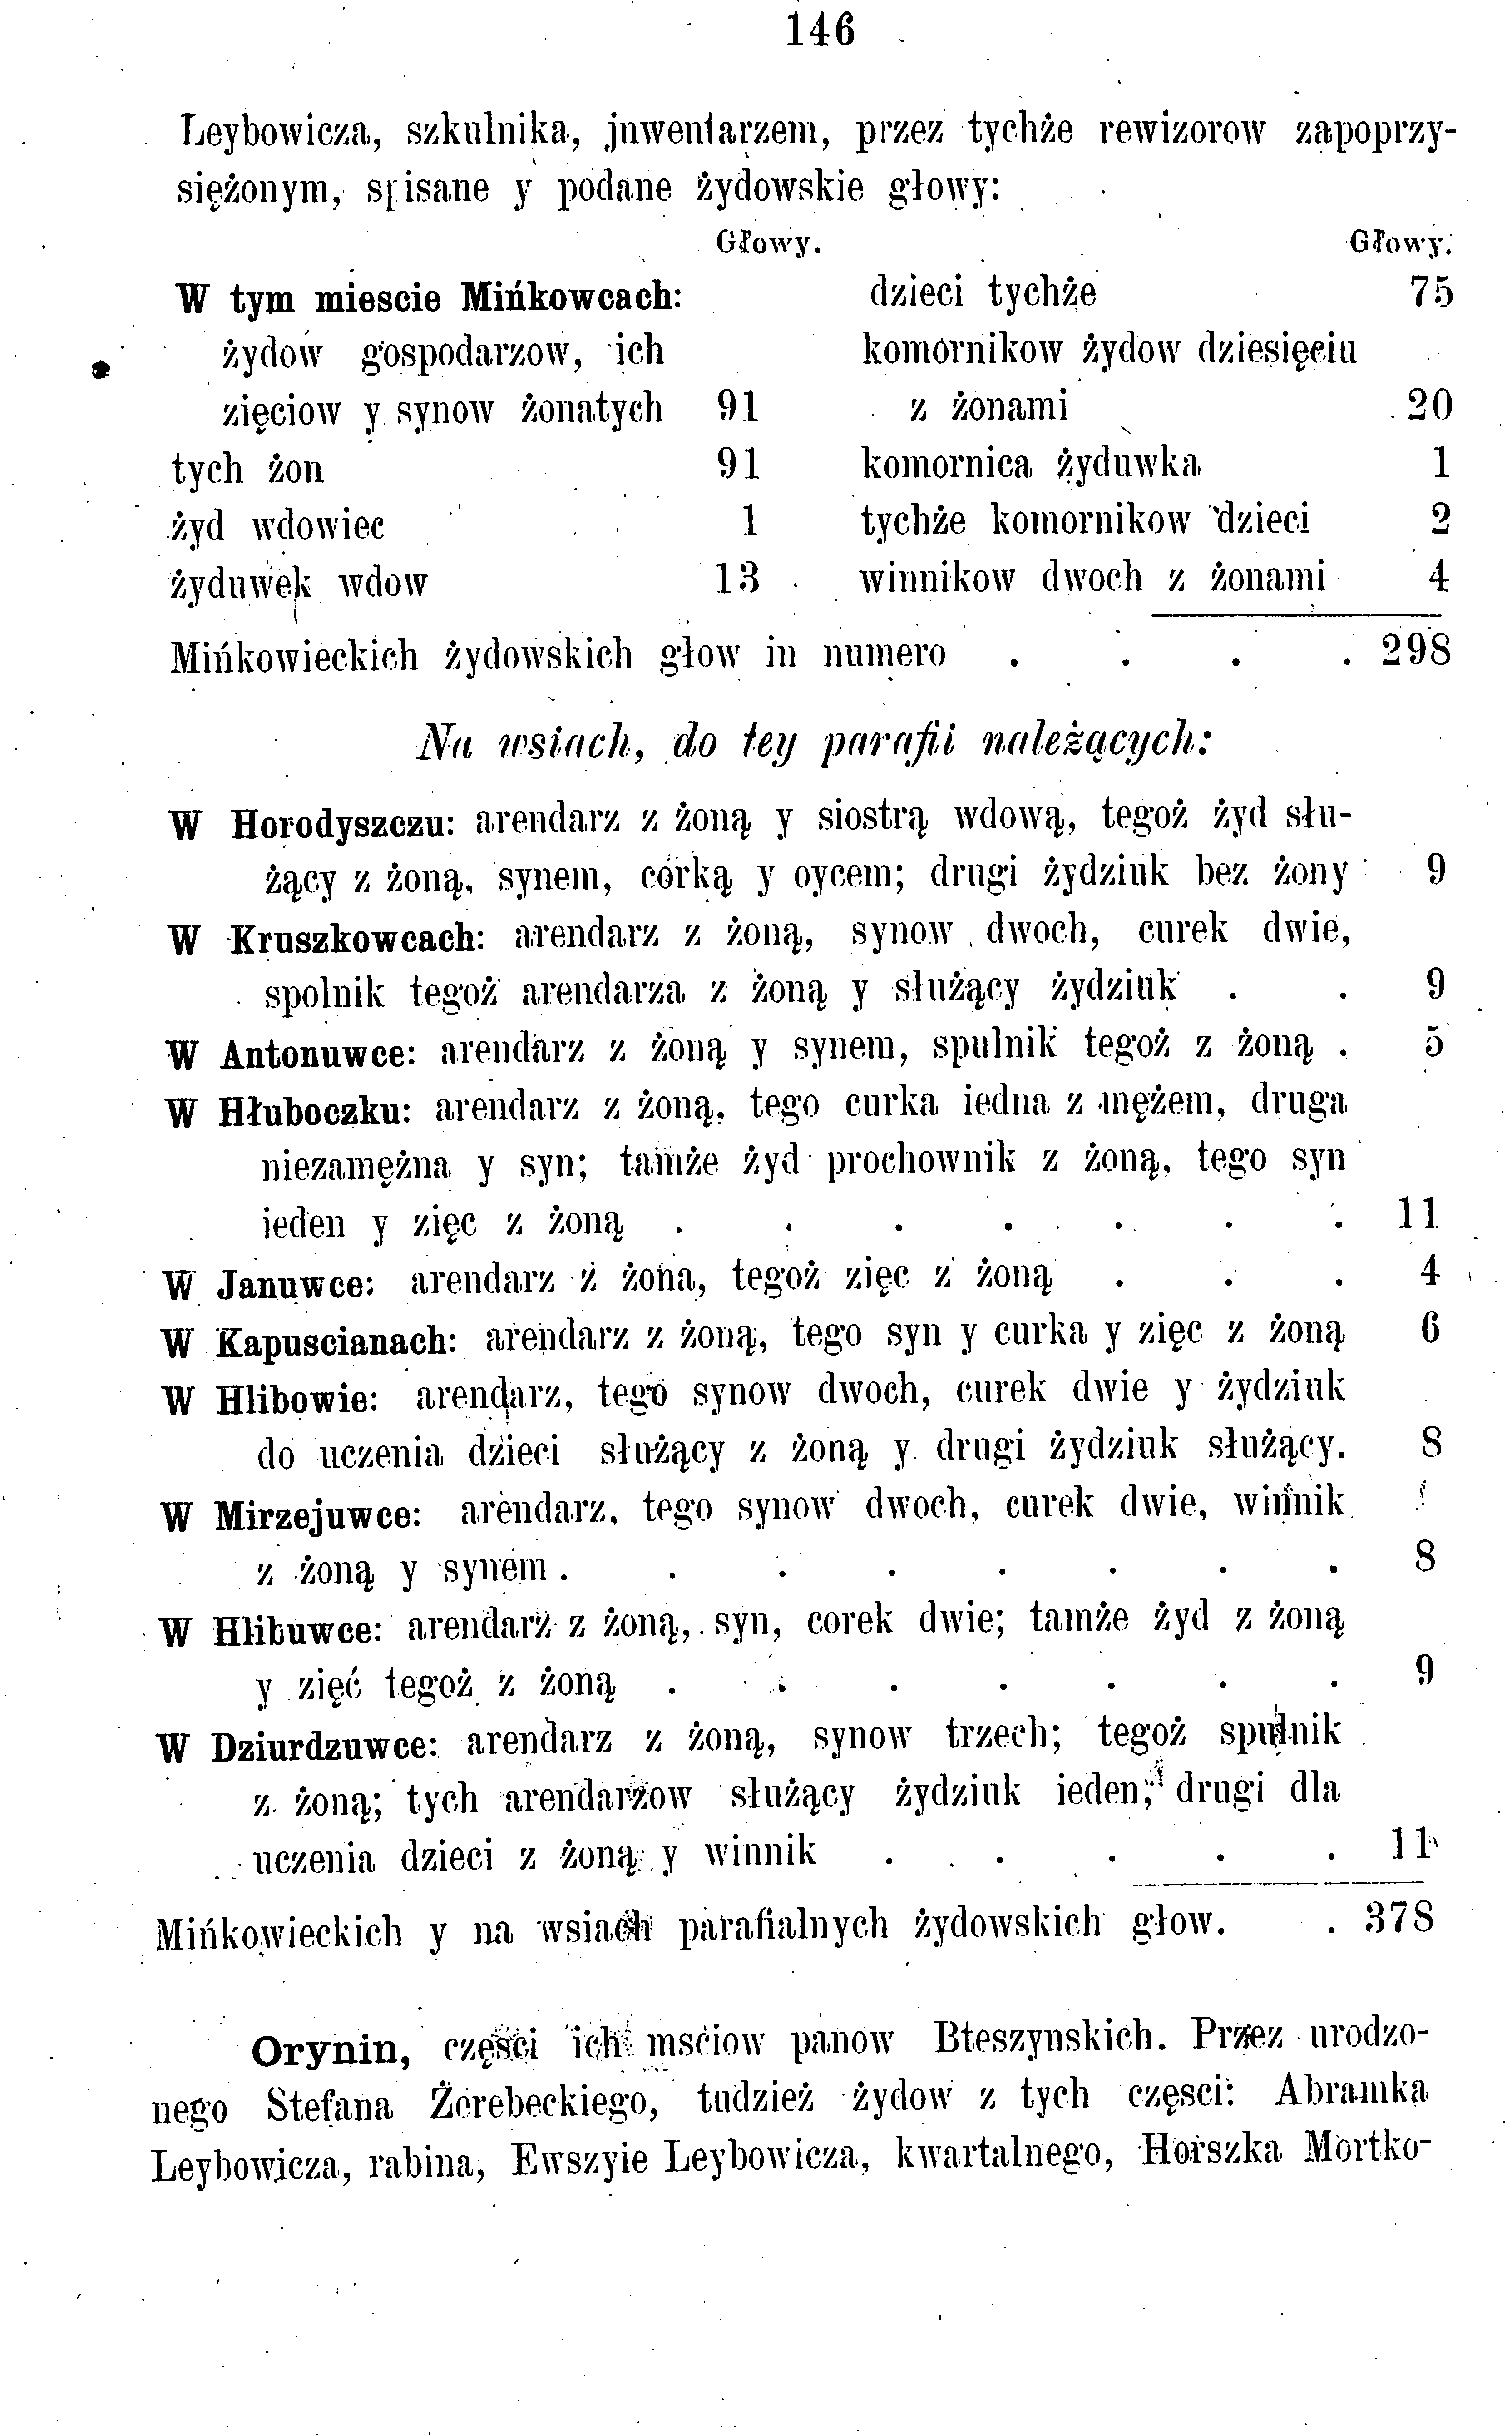 146
Leybowicza, szkulnika, jnwentarzem, przez tychże rewizorow zapoprzy-
siężonym, spisane y podane żydowskie głowy:
Głowy.
W tym miescie Mińkowcach:
żydow gospodarzow, ich
zięciow y synow żonatych 91
tych żon 91
żyd wdowiec 1
żyduwek wdow 13
Głowy.
dzieci tychże 75
komornikow żydow dziesięciu
z żonami 20
komornica żyduwka 1
tychże komornikow dzieci 2
winnikow dwoch z żonami 4
Mińkowieckich żydowskich głow in numero . . . . 298
Na wsiach, do tey parafii należących:
W Horodyszczu: arendarz z żoną y siostrą wdową, tegoż żyd słu-
żący z żoną, synem, corką y oycem; drugi żydziuk bez żony 9
W Kruszkowcach: arendarz z żoną, synow dwoch, curek dwie,
spolnik tegoż arendarza z żoną y służący żydziuk . . 9
W Antonuwce: arendarz z żoną y synem, spulnik tegoż z żoną . 5
W Hłuboczku: arendarz z żoną, tego curka iedna z mężem, druga
niezamężna y syn; tamże żyd prochownik z żoną, tego syn
ieden y zięc z żoną . . . . . . . 11
W Januwce: arendarz z żona, tegoż zięc z żoną . . . 4
W Kapuscianach: arendarz z żoną, tego syn y curka y zięc z żoną 6
W Hlibowie: arendarz, tego synow dwoch, curek dwie y żydziuk
do uczenia dzieci służący z żoną y drugi żydziuk służący. 8
W Mirzejuwce: arendarz, tego synow dwoch, curek dwie, winnik
z żoną y synem . . . . . . . . 8
W Hlibuwce: arendarz z żoną, syn, corek dwie; tamże żyd z żoną
y zięć tegoż z żoną . . . . . . . 9
W Dziurdzuwce: arendarz z żoną, synow trzech; tegoż spulnik
z żoną; tych arendarzow służący żydziuk ieden; drugi dla
uczenia dzieci z żoną y winnik . . . . . 11
Mińkowieckich y na wsiach parafialnych żydowskich głow. . 378
Orynin, części ich msciow panow Bteszynskich. Przez urodzo-
nego Stefana Żerebeckiego, tudzież żydow z tych częsci: Abramka
Leybowicza, rabina, Ewszyie Leybowicza, kwartalnego, Horszka Mortko-